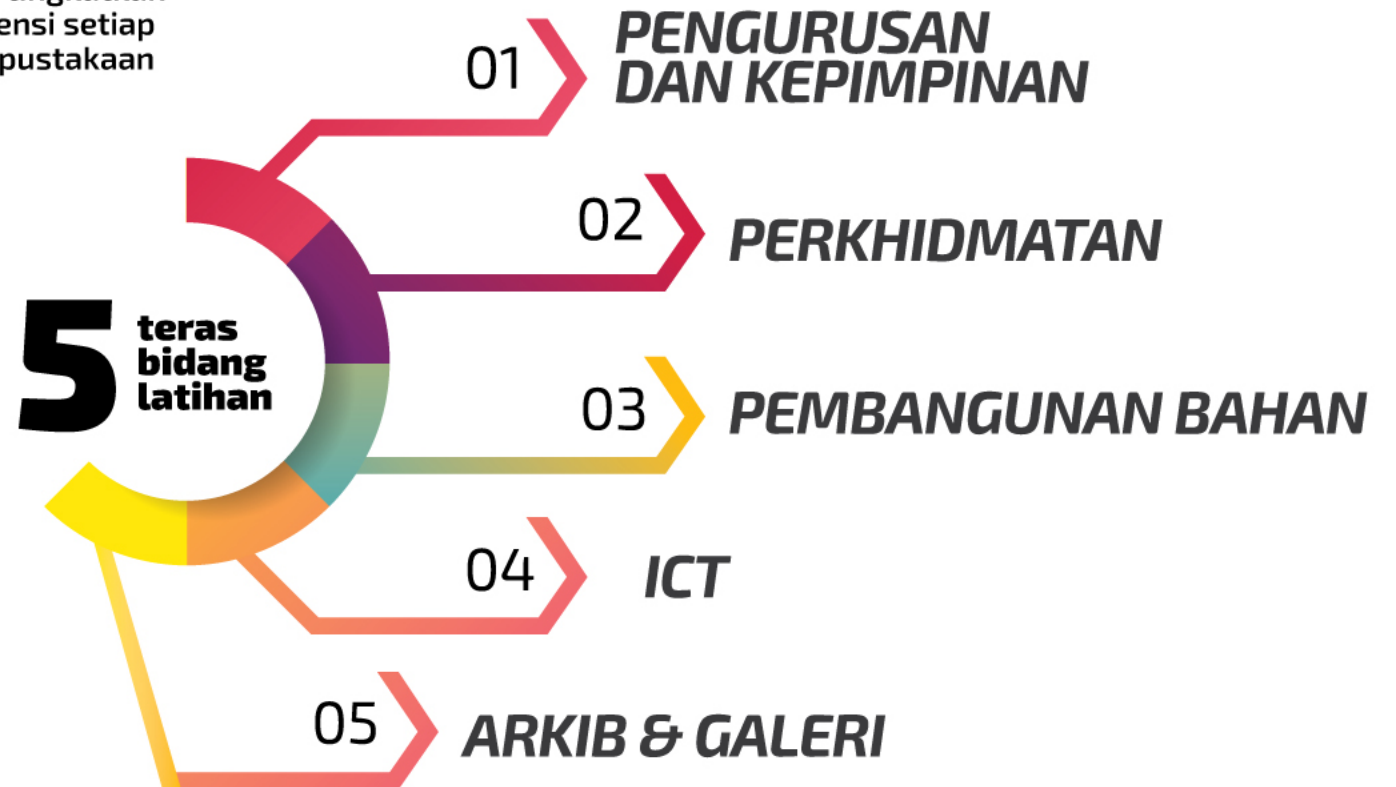 ensi setiap
pustakaan
01
PENGURUSAN
DAN KEPIMPINAN
02
PERKHIDMATAN
5 teras
bidang
latihan
03
PEMBANGUNAN BAHAN
04
ICT
05
ARKIB & GALERI